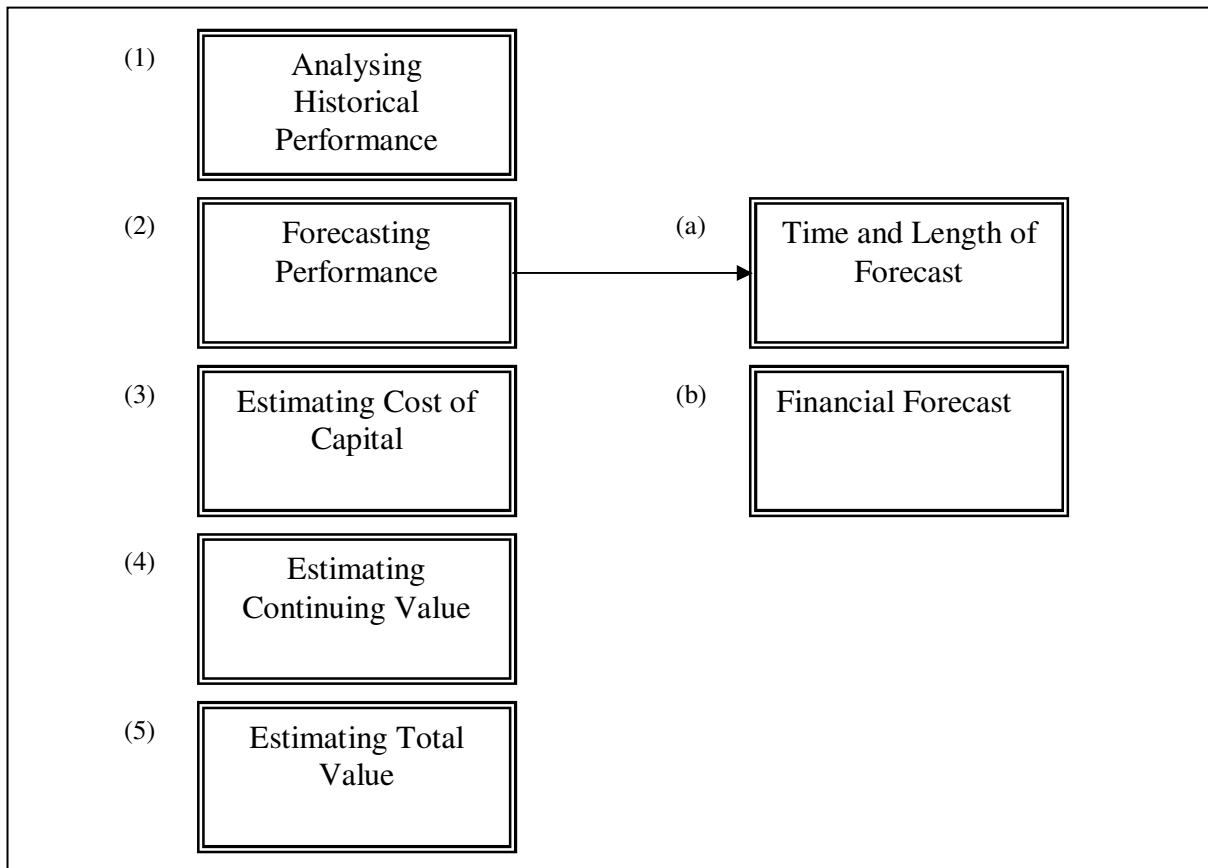 (1)
Analysing
Historical
Performance
(2)
Forecasting
Performance
(a)
Time and Length of
Forecast
(3)
Estimating Cost of
Capital
(b)
Financial Forecast
(4)
Estimating
Continuing Value
(5)
Estimating Total
Value